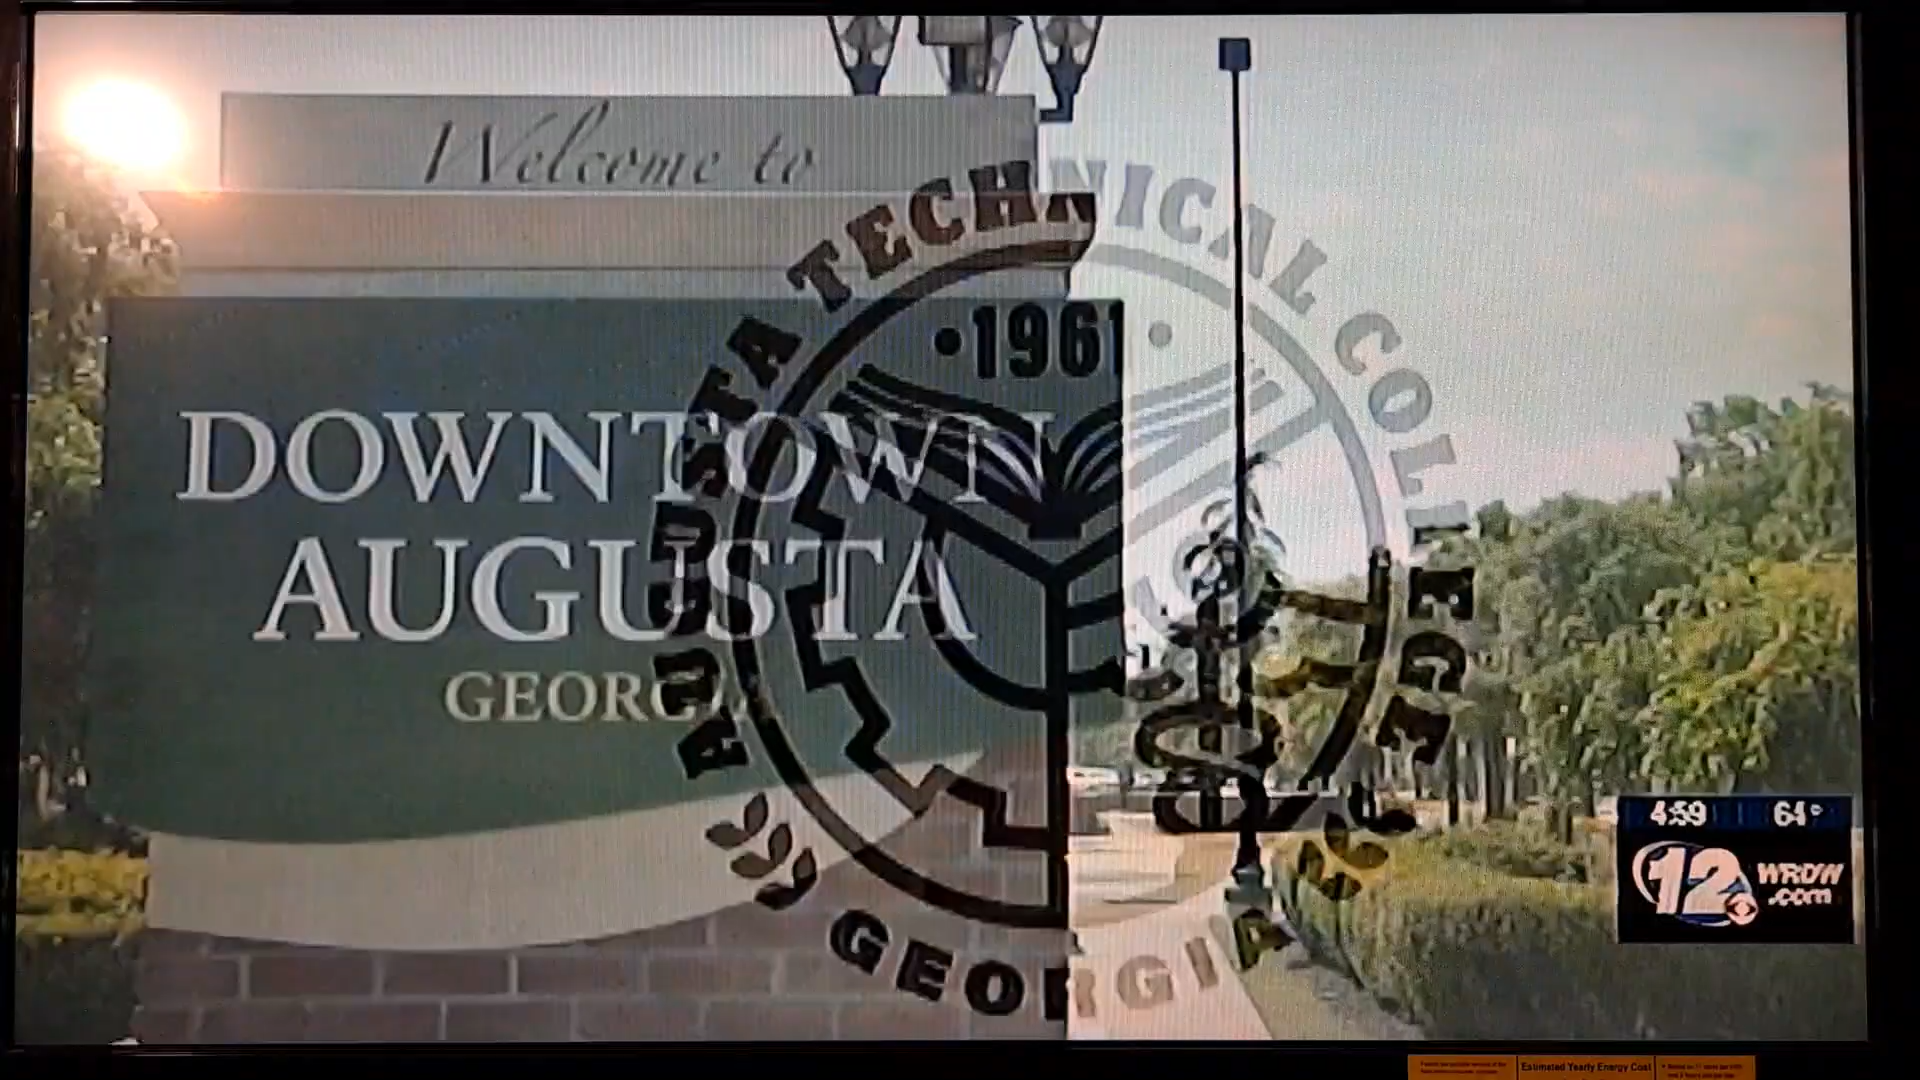 Welcome to
DOWNTOWN
AUGUSTA
GEORGIA
AUGUSTA TECHNICAL COLLEGE
• 1961 •
GEORGIA
4:59 64°
12 WRDW
.com
Estimated Yearly Energy Cost